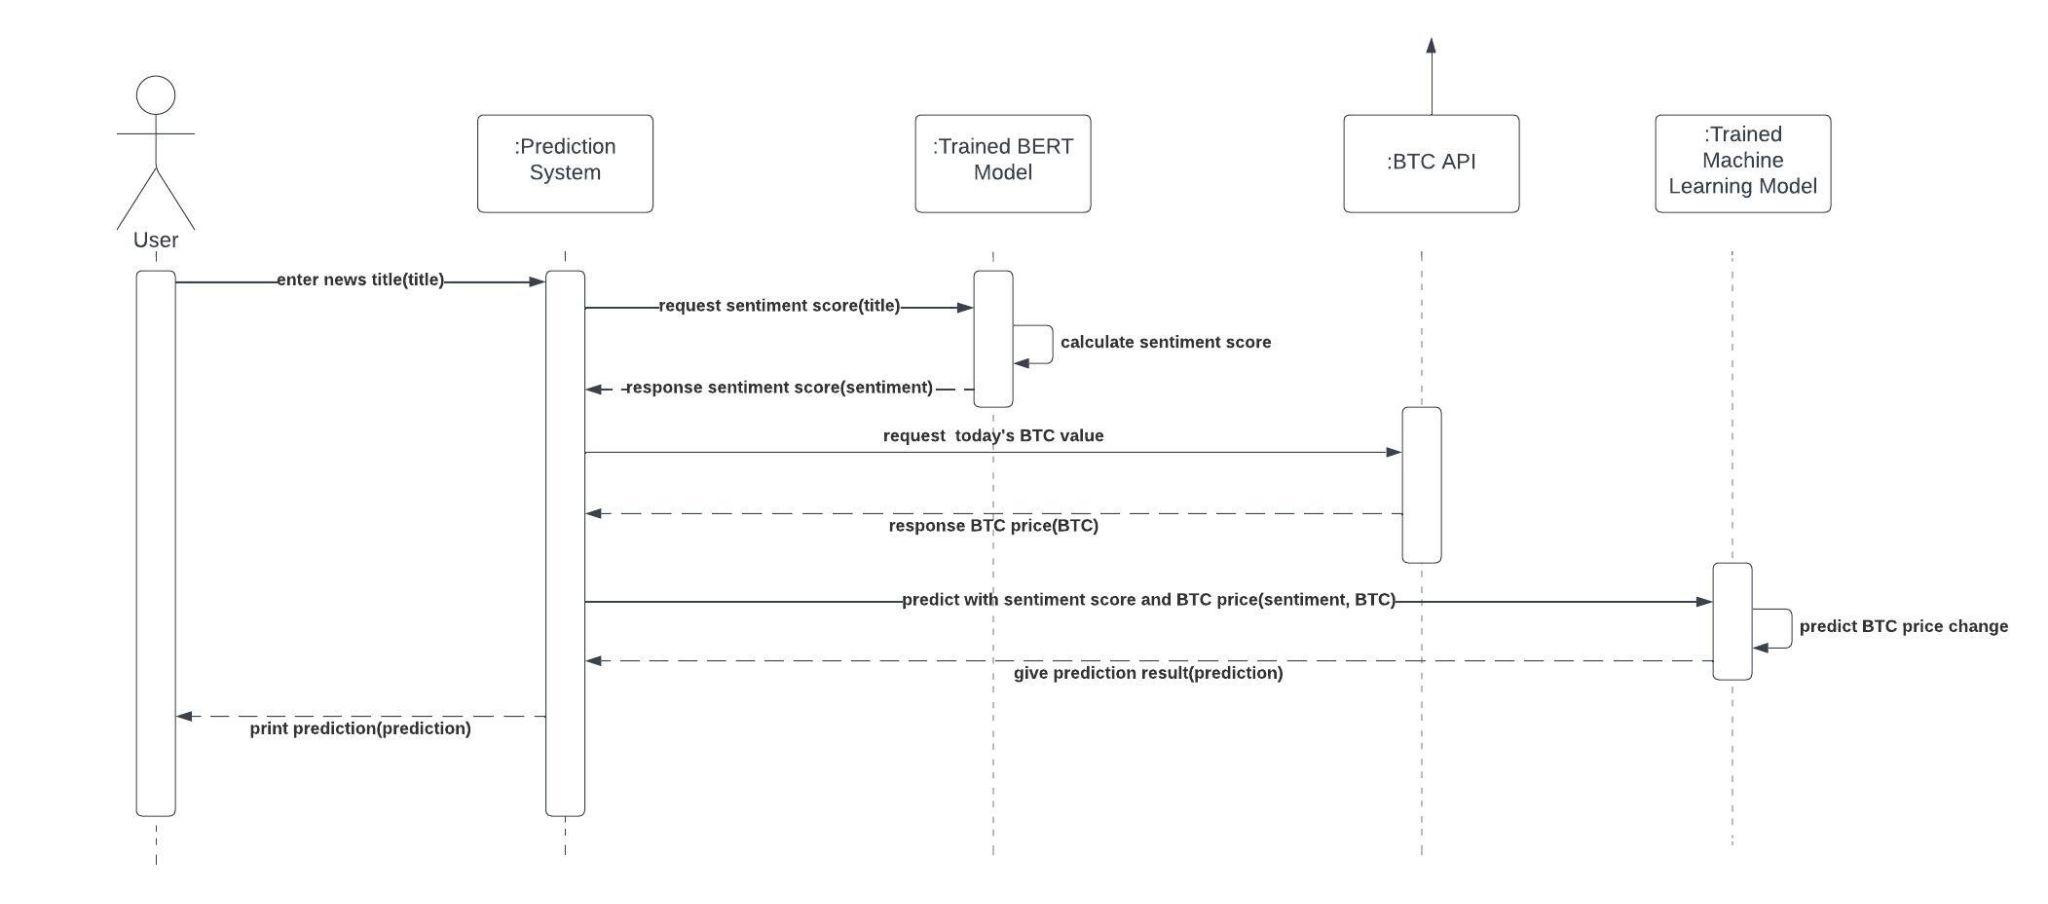 :Prediction
System
:Trained BERT
Model
:BTC API
:Trained
Machine
Learning Model
User
enter news title(title)
request sentiment score(title)
calculate sentiment score
response sentiment score(sentiment)
request  today's BTC value
response BTC price(BTC)
predict with sentiment score and BTC price(sentiment, BTC)
predict BTC price change
give prediction result(prediction)
print prediction(prediction)